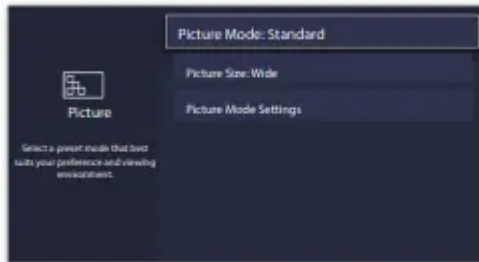 Picture Mode: Standard
Picture Size: Wide
Picture Mode Settings
Picture
Select a preset mode that best
suits your preference and viewing
environment.